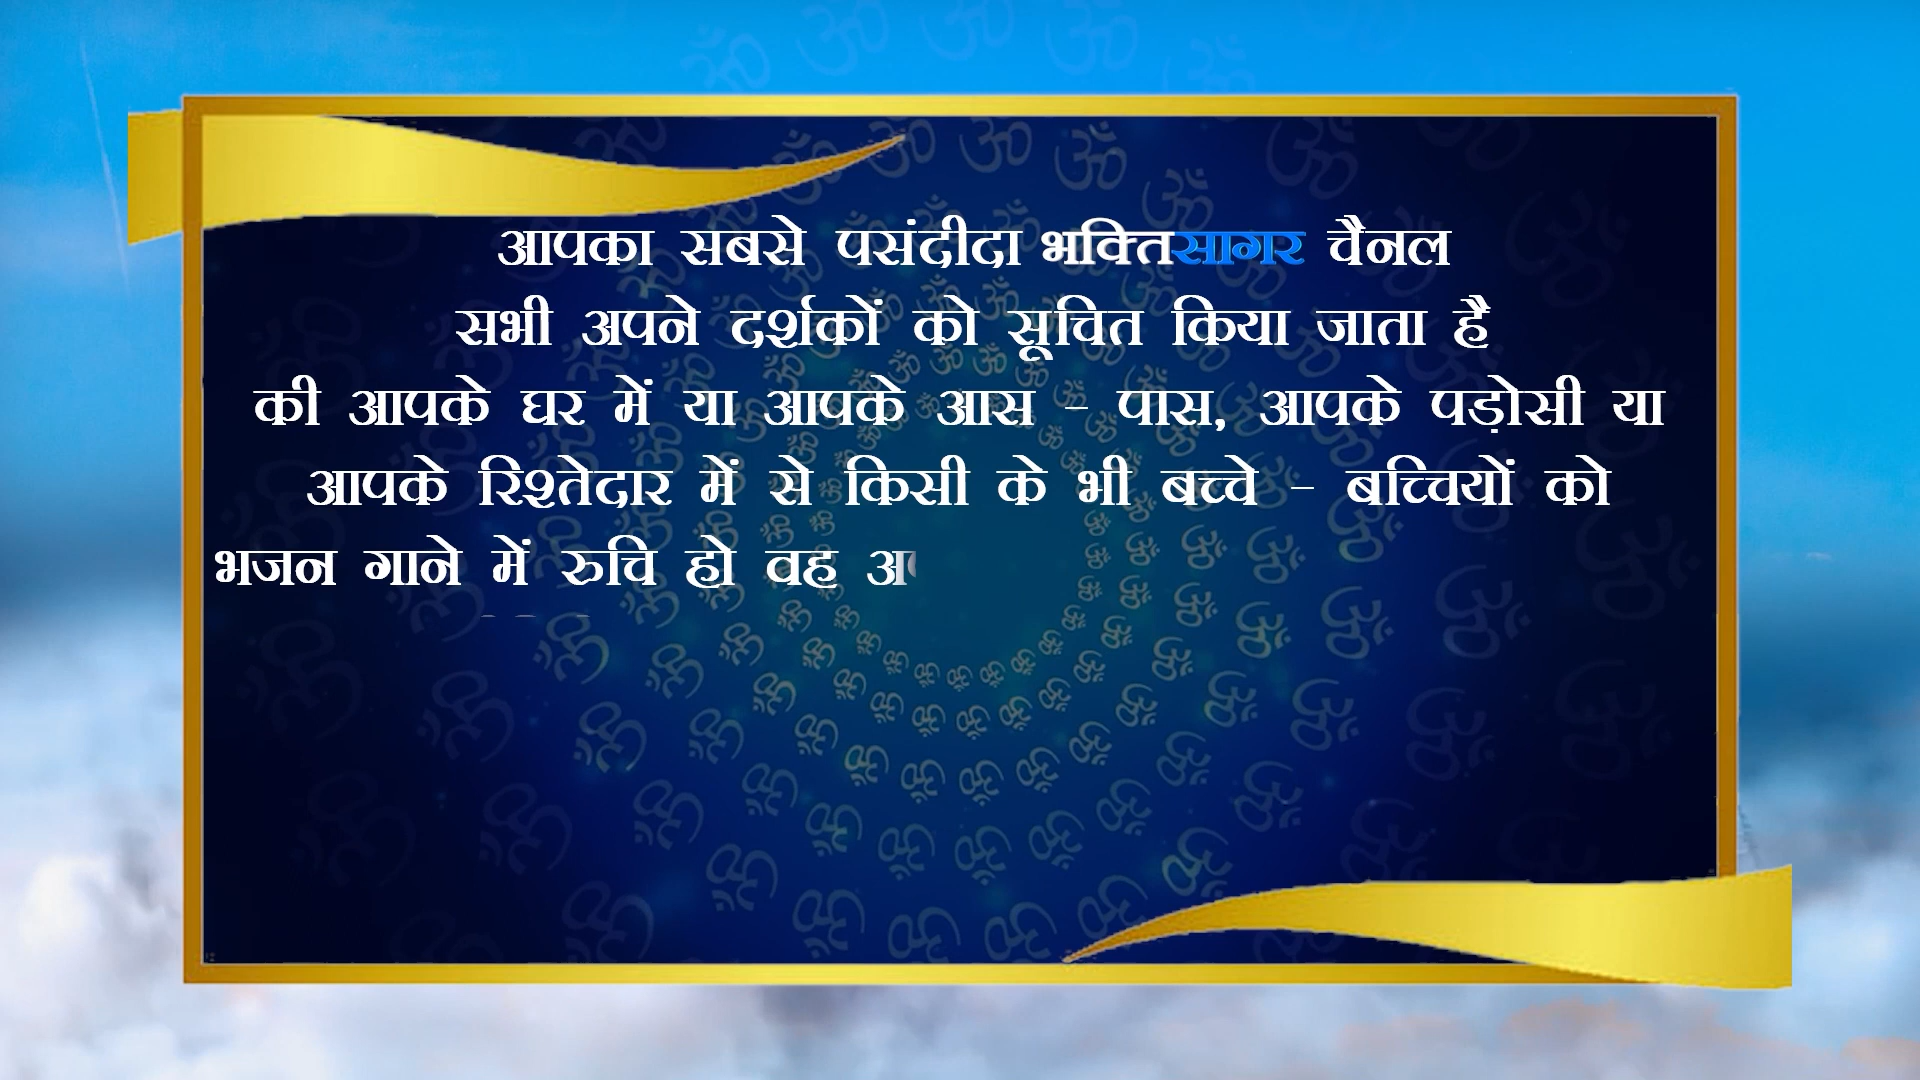 आपका सबसे पसंदीदा भक्तिसागर चैनल
सभी अपने दर्शकों को सूचित किया जाता है
की आपके घर में या आपके आस - पास, आपके पड़ोसी या
आपके रिश्तेदार में से किसी के भी बच्चे - बच्चियों को
भजन गाने में रुचि हो वह